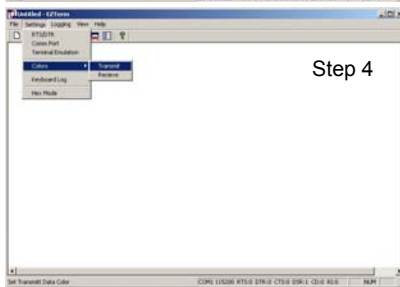 Untitled - EZTerm
File Settings Logging View Help
RTS/DTR
Comm Port
Terminal Emulation
Colors
Transmit
Recieve
Keyboard Log
Hex Mode
Step 4
Set Transmit Data Color
COM1 115200 RTS:0 DTR:0 CTS:0 DSR:1 CD:0 RI:0 NUM